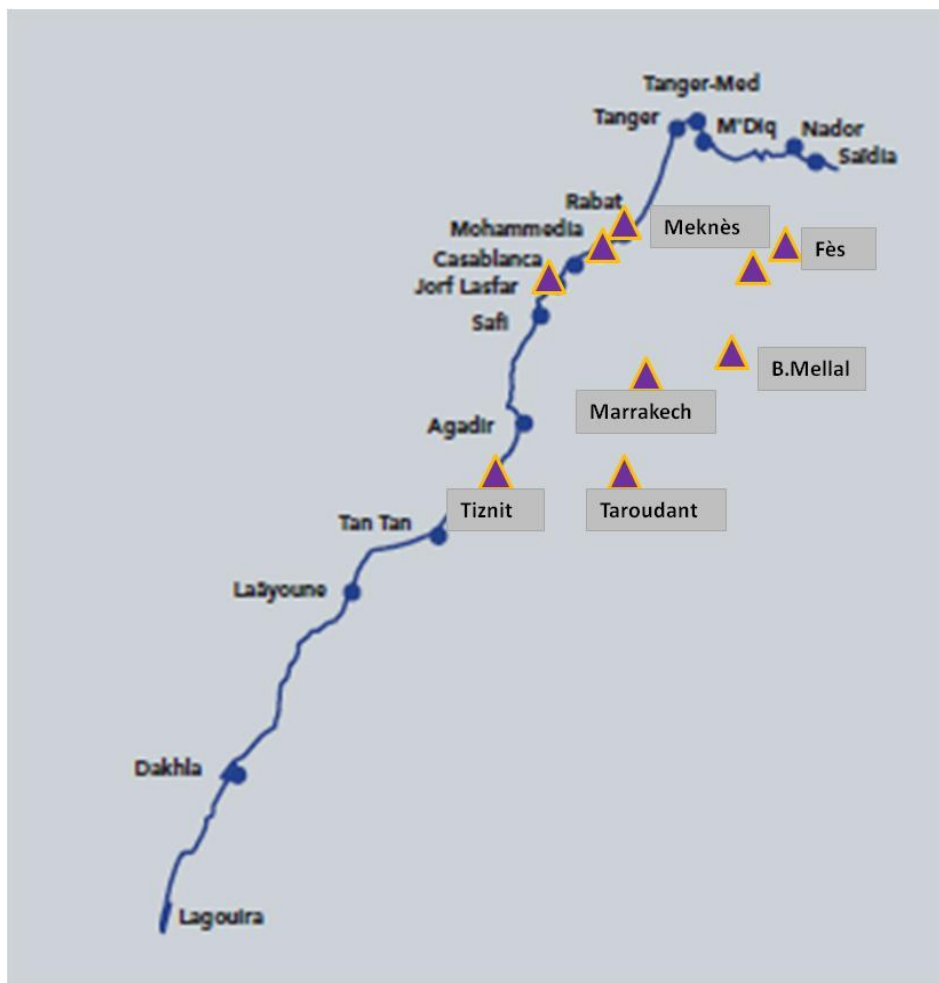 Tanger-Med
Tanger
M'Diq
Nador
Saïdia
Rabat
Mohammedia
Meknès
Fès
Casablanca
Jorf Lasfar
Safi
B.Mellal
Marrakech
Agadir
Tiznit
Taroudant
Tan Tan
Laâyoune
Dakhla
Lagouira